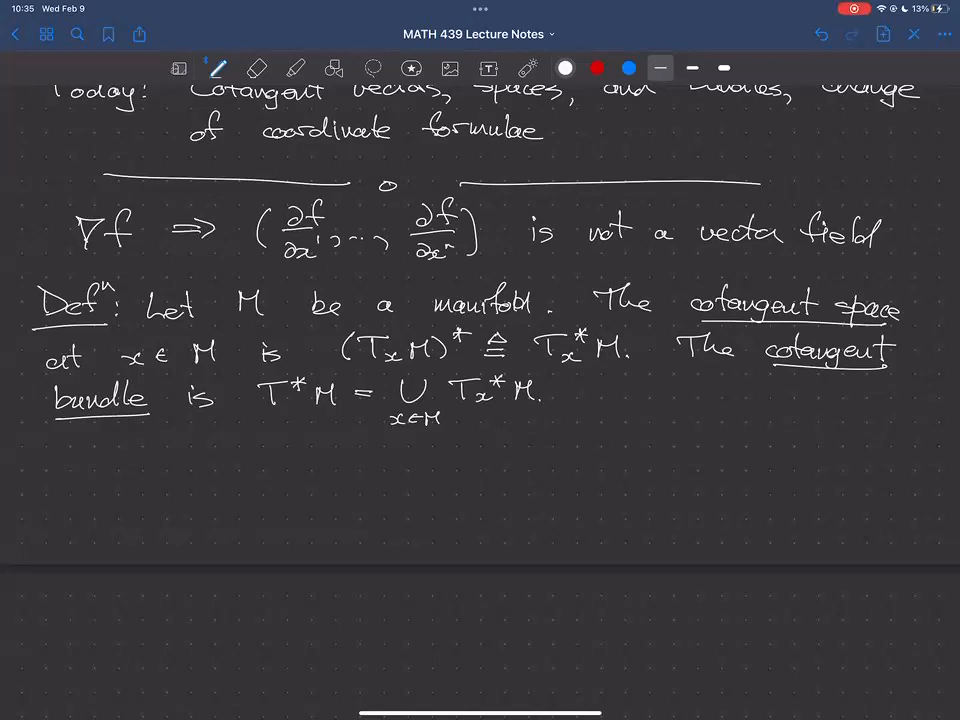 10:35 Wed Feb 9
13%
MATH 439 Lecture Notes
Today: Cotangent vectors, spaces, and bundles, change
of coordinate formulae
∇f ⇒ (∂f/∂x¹, ..., ∂f/∂xⁿ) is not a vector field
Defⁿ: Let M be a manifold. The cotangent space
at x ∈ M is (TₓM)* ≙ Tₓ*M. The cotangent
bundle is T*M = ∪ Tₓ*M.
x∈M